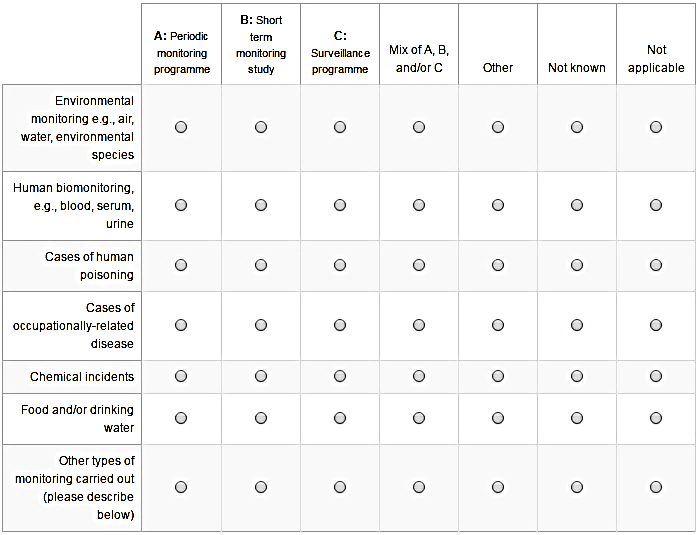 A: Periodic
monitoring
programme
B: Short
term
monitoring
study
C:
Surveillance
programme
Mix of A, B,
and/or C
Other
Not known
Not
applicable
Environmental
monitoring e.g., air,
water, environmental
species
Human biomonitoring,
e.g., blood, serum,
urine
Cases of human
poisoning
Cases of
occupationally-related
disease
Chemical incidents
Food and/or drinking
water
Other types of
monitoring carried out
(please describe
below)